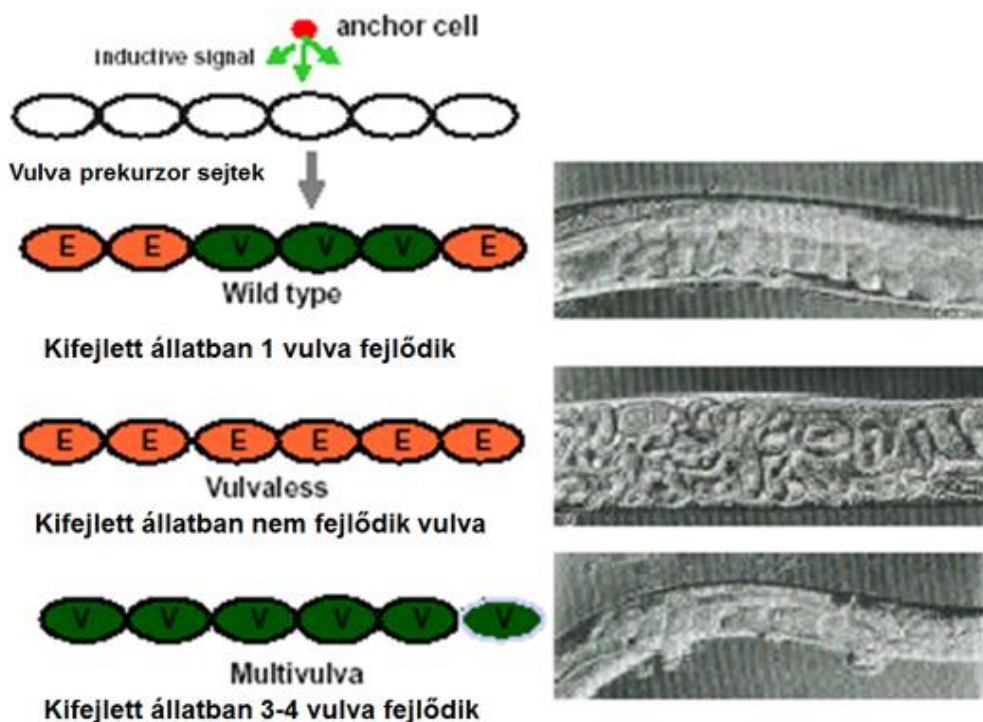 anchor cell
inductive signal
Vulva prekurzor sejtek
E E V V V E
Wild type
Kifejlett állatban 1 vulva fejlődik
E E E E E E
Vulvaless
Kifejlett állatban nem fejlődik vulva
V V V V V V
Multivulva
Kifejlett állatban 3-4 vulva fejlődik